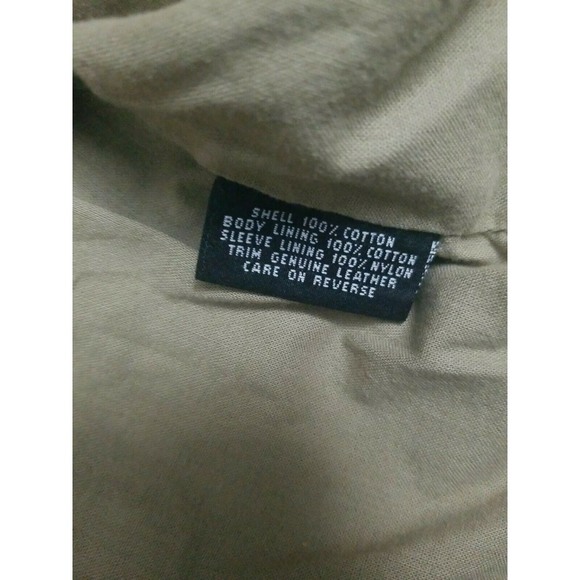 SHELL 100% COTTON
BODY LINING 100% COTTON
SLEEVE LINING 100% NYLON
TRIM GENUINE LEATHER
CARE ON REVERSE